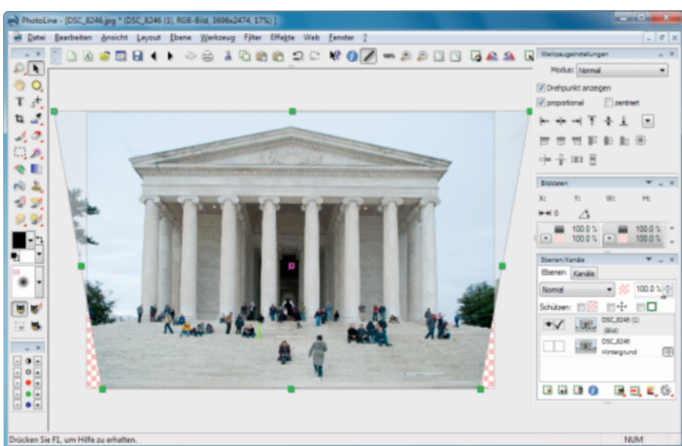 PhotoLine - [DSC_8246.jpg * (DSC_8246 (1), RGB-Bild, 3696x2474, 17%) ]
Datei Bearbeiten Ansicht Layout Ebene Werkzeug Filter Effekte Web Fenster ?
Werkzeugeinstellungen
Modus: Normal
Drehpunkt anzeigen
proportional zentriert
Bilddaten
X: Y: W: H:
0
100.0 % 100.0 %
100.0 % 100.0 %
Ebenen/Kanäle
Ebenen Kanäle
Normal 100.0 %
Schützen:
DSC_8246 (1)
(Bild)
DSC_8246
Hintergrund
Drücken Sie F1, um Hilfe zu erhalten.
NUM